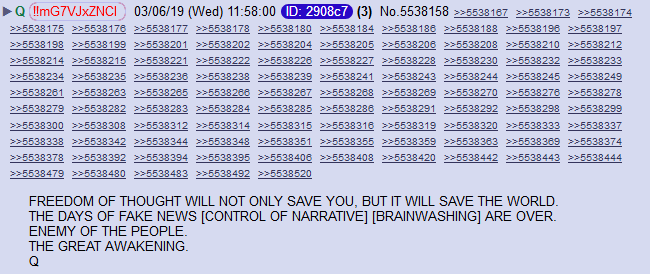 ▶ Q !!mG7VJxZNCI 03/06/19 (Wed) 11:58:00 ID: 2908c7 (3) No.5538158 >>5538167 >>5538173 >>5538174
>>5538175 >>5538176 >>5538177 >>5538178 >>5538180 >>5538184 >>5538186 >>5538188 >>5538196 >>5538197
>>5538198 >>5538199 >>5538201 >>5538202 >>5538204 >>5538206 >>5538208 >>5538210 >>5538212
>>5538214 >>5538215 >>5538221 >>5538222 >>5538226 >>5538227 >>5538228 >>5538230 >>5538232 >>5538233
>>5538234 >>5538235 >>5538236 >>5538238 >>5538239 >>5538241 >>5538243 >>5538244 >>5538245 >>5538249
>>5538261 >>5538263 >>5538265 >>5538266 >>5538267 >>5538268 >>5538269 >>5538270 >>5538276 >>5538278
>>5538279 >>5538282 >>5538283 >>5538284 >>5538285 >>5538286 >>5538291 >>5538292 >>5538298 >>5538299
>>5538300 >>5538308 >>5538312 >>5538314 >>5538315 >>5538316 >>5538319 >>5538320 >>5538333 >>5538337
>>5538338 >>5538342 >>5538344 >>5538348 >>5538351 >>5538355 >>5538359 >>5538363 >>5538369 >>5538374
>>5538378 >>5538392 >>5538394 >>5538395 >>5538406 >>5538408 >>5538420 >>5538442 >>5538443 >>5538444
>>5538479 >>5538480 >>5538483 >>5538492 >>5538520
FREEDOM OF THOUGHT WILL NOT ONLY SAVE YOU, BUT IT WILL SAVE THE WORLD.
THE DAYS OF FAKE NEWS [CONTROL OF NARRATIVE] [BRAINWASHING] ARE OVER.
ENEMY OF THE PEOPLE.
THE GREAT AWAKENING.
Q